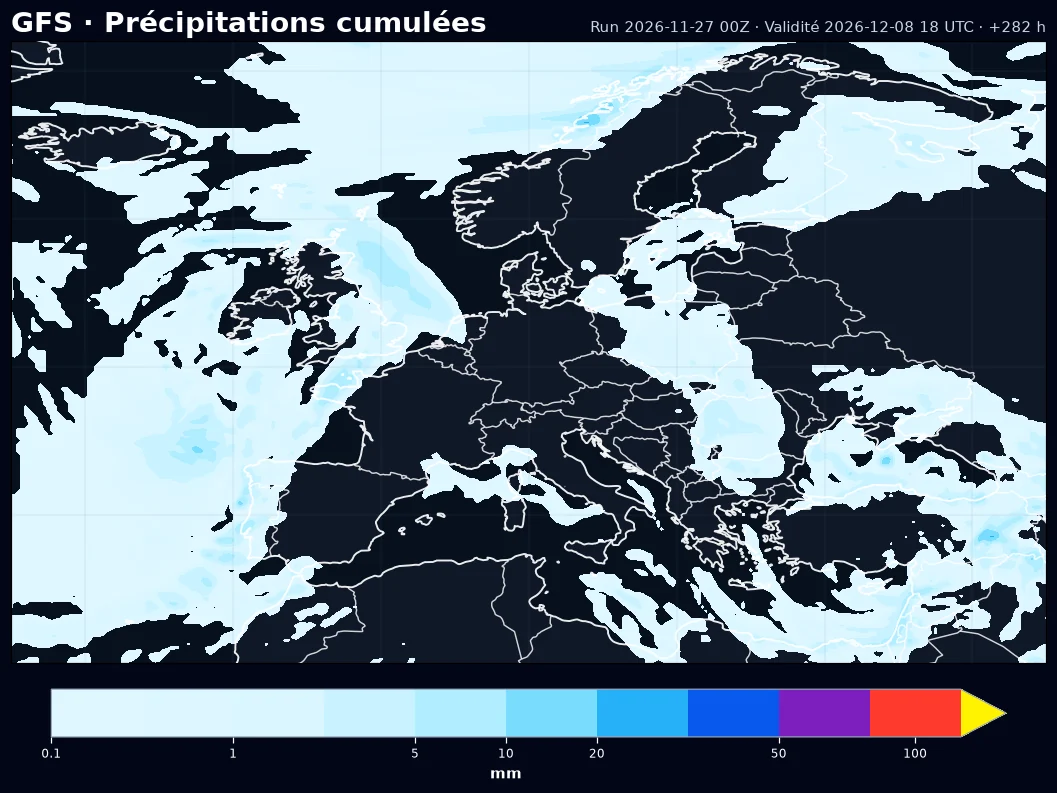 GFS · Précipitations cumulées
Run 2026-11-27 00Z · Validité 2026-12-08 18 UTC · +282 h
0.1 1 5 10 20 50 100
mm